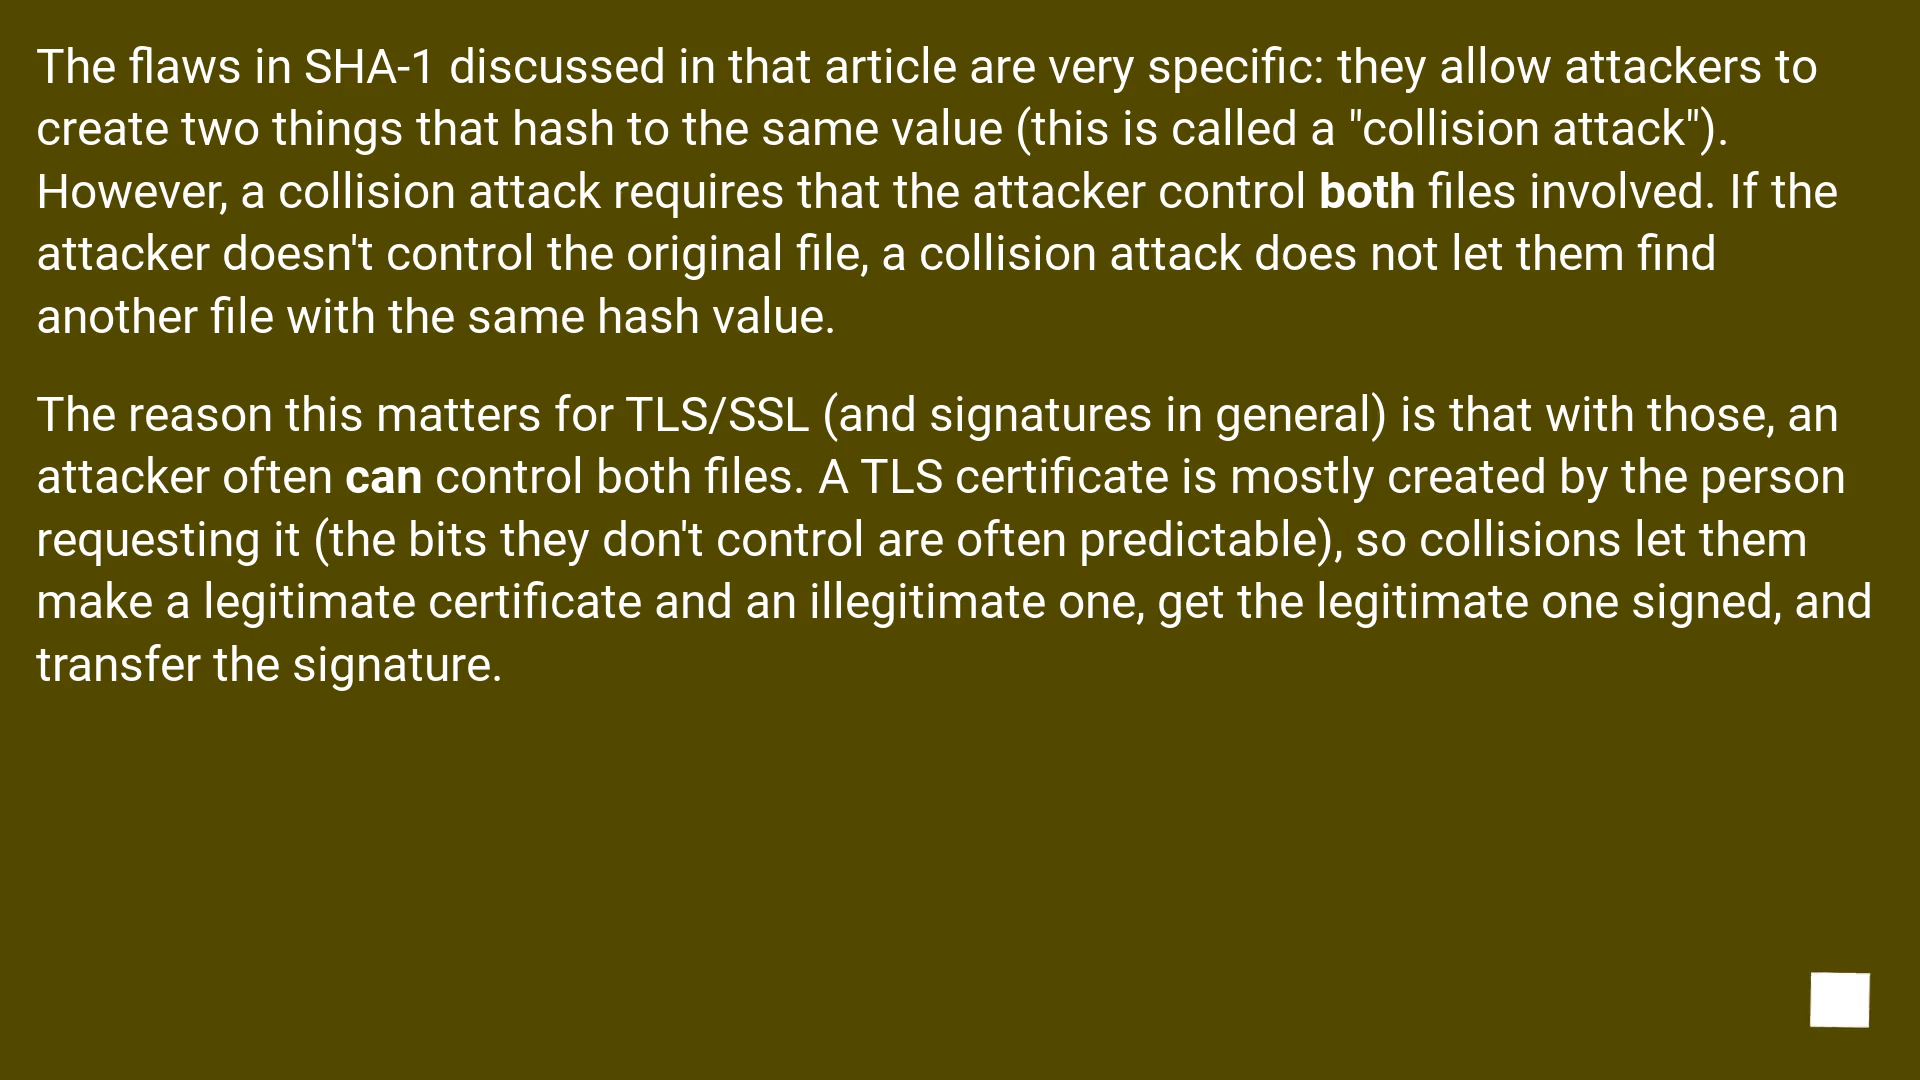 The flaws in SHA-1 discussed in that article are very specific: they allow attackers to
create two things that hash to the same value (this is called a "collision attack").
However, a collision attack requires that the attacker control both files involved. If the
attacker doesn't control the original file, a collision attack does not let them find
another file with the same hash value.
The reason this matters for TLS/SSL (and signatures in general) is that with those, an
attacker often can control both files. A TLS certificate is mostly created by the person
requesting it (the bits they don't control are often predictable), so collisions let them
make a legitimate certificate and an illegitimate one, get the legitimate one signed, and
transfer the signature.